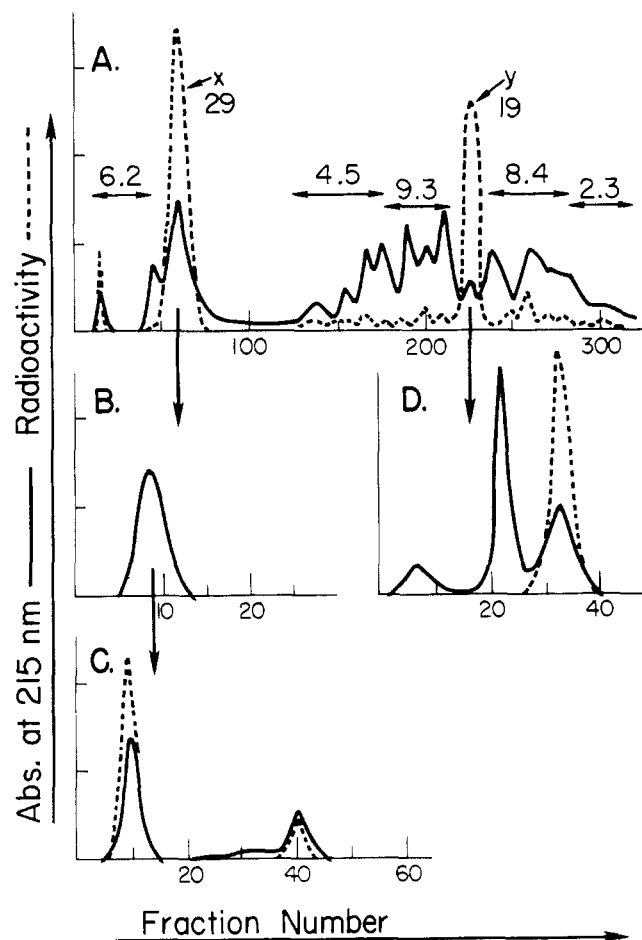 A.
x
29
y
19
6.2
4.5
9.3
8.4
2.3
100
200
300
B.
20
D.
20
40
C.
20
40
60
Abs. at 215 nm — Radioactivity -----
Fraction Number